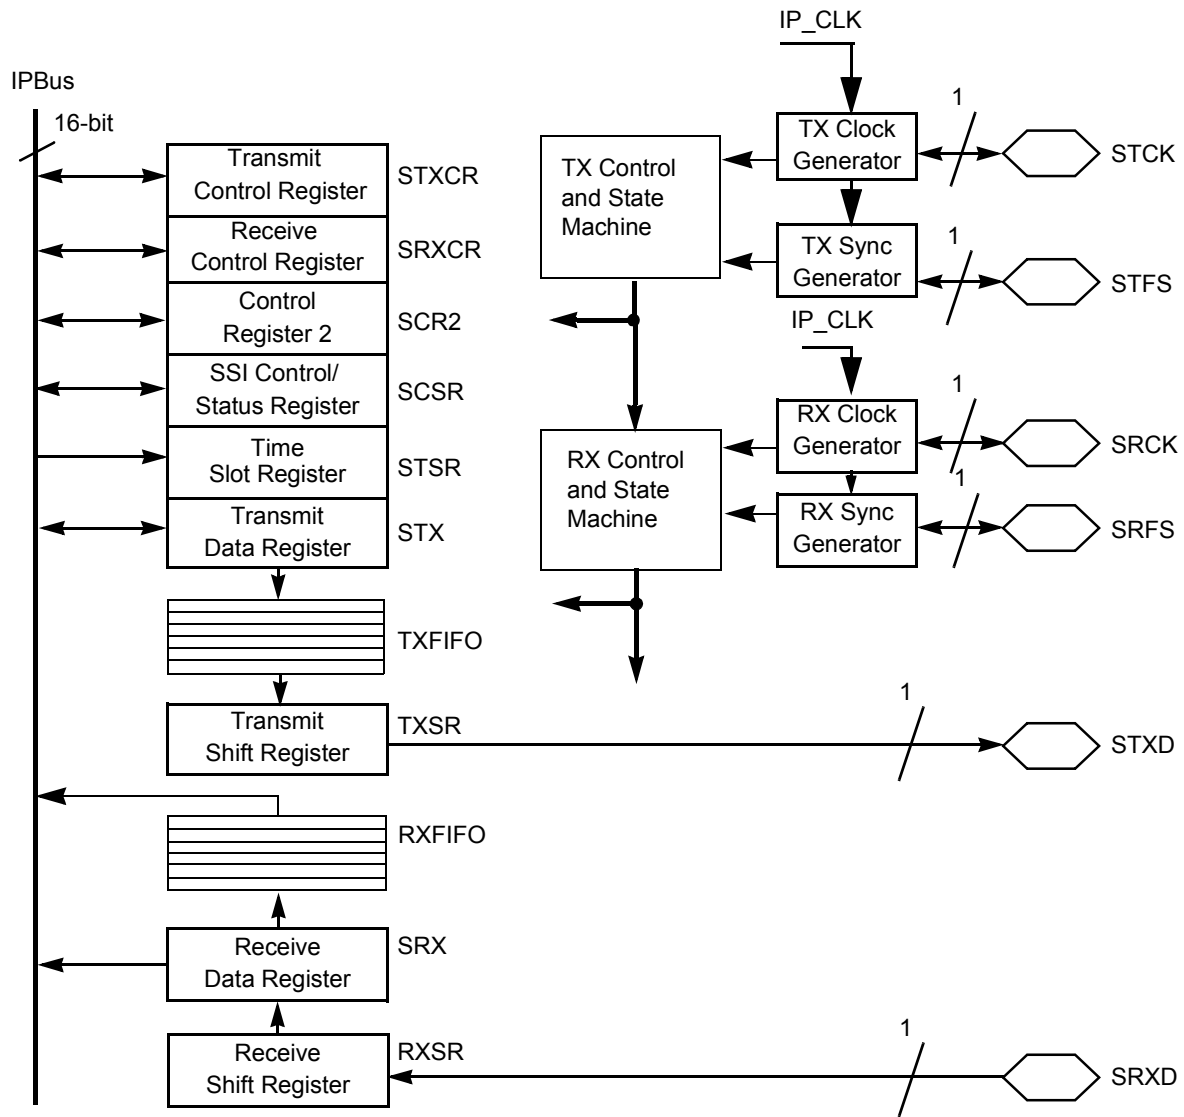 IP_CLK
IPBus
16-bit
Transmit
Control Register
STXCR
Receive
Control Register
SRXCR
Control
Register 2
SCR2
SSI Control/
Status Register
SCSR
Time
Slot Register
STSR
Transmit
Data Register
STX
TXFIFO
Transmit
Shift Register
TXSR
RXFIFO
Receive
Data Register
SRX
Receive
Shift Register
RXSR
TX Control
and State
Machine
TX Clock
Generator
1
STCK
TX Sync
Generator
1
STFS
IP_CLK
RX Control
and State
Machine
RX Clock
Generator
1
SRCK
RX Sync
Generator
1
SRFS
1
STXD
1
SRXD